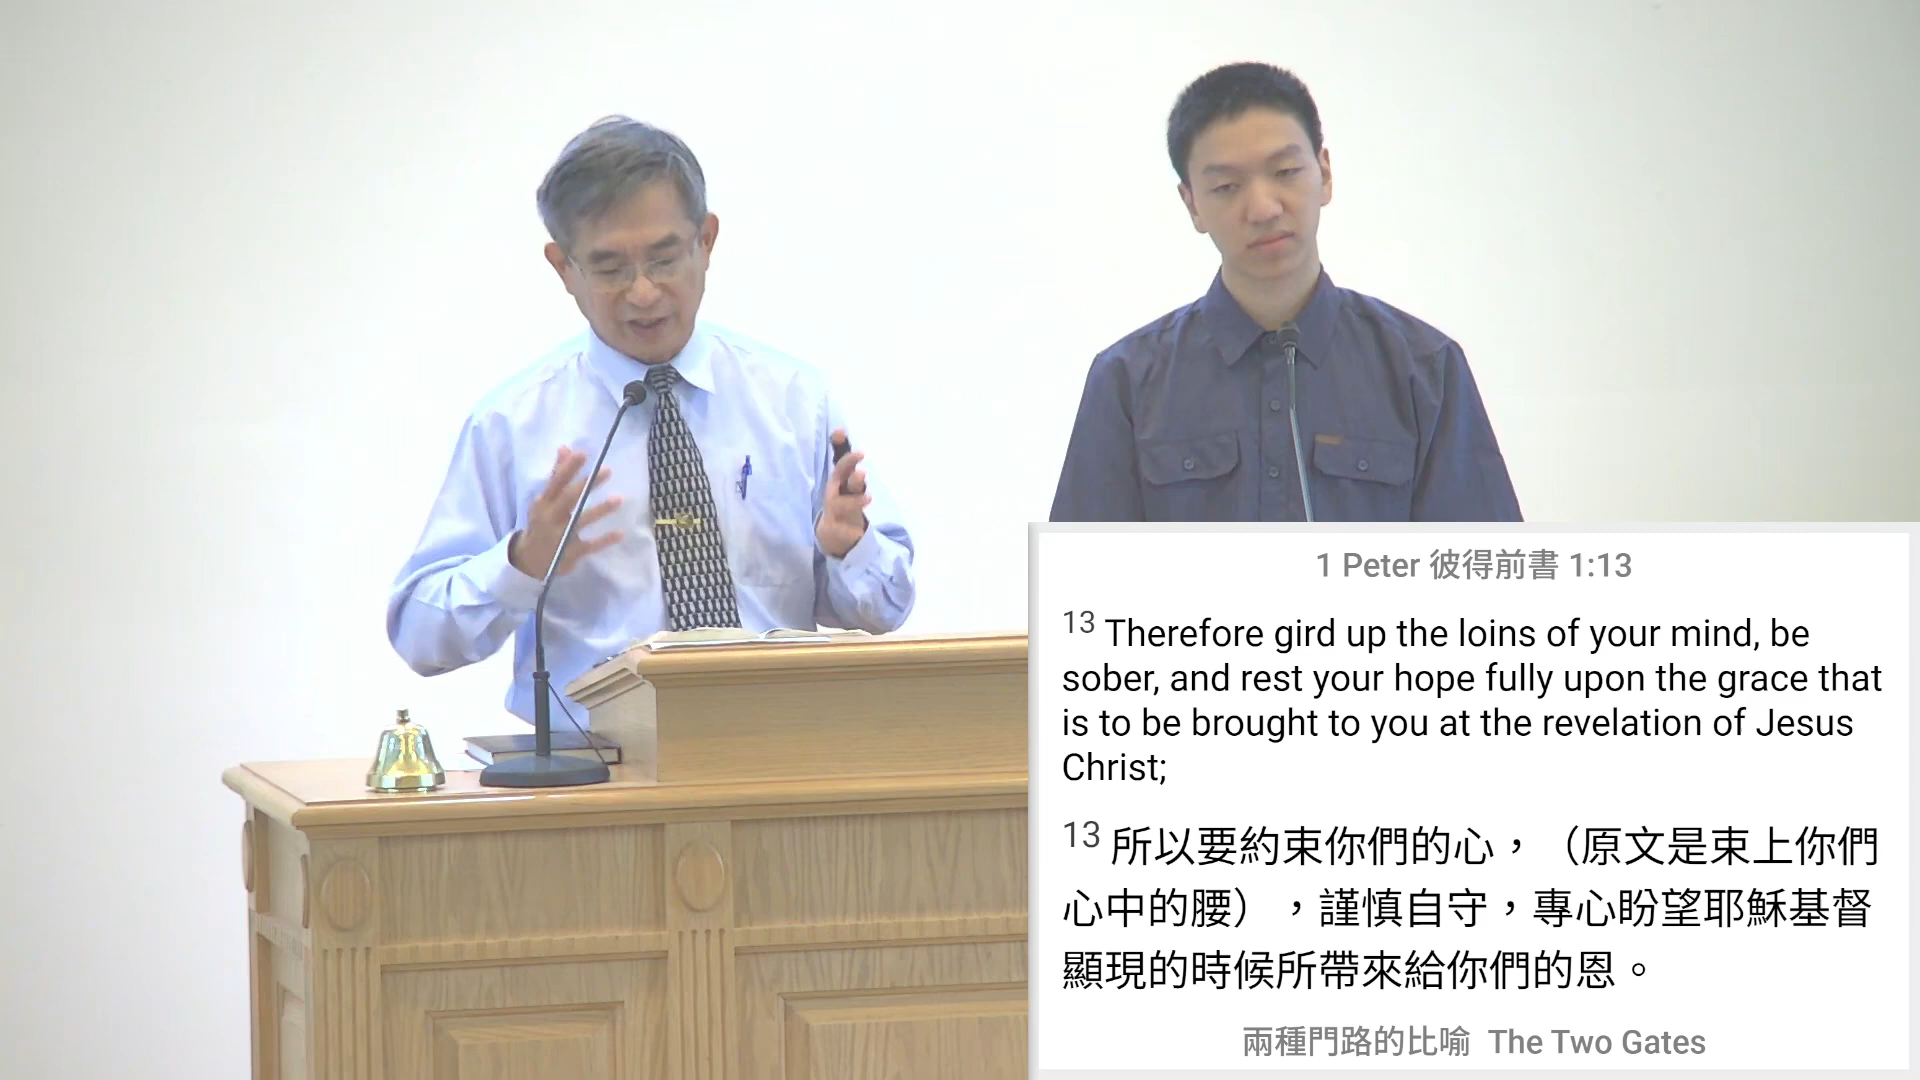 1 Peter 彼得前書 1:13
13 Therefore gird up the loins of your mind, be
sober, and rest your hope fully upon the grace that
is to be brought to you at the revelation of Jesus
Christ;
13 所以要約束你們的心，（原文是束上你們
心中的腰），謹慎自守，專心盼望耶穌基督
顯現的時候所帶來給你們的恩。
兩種門路的比喻 The Two Gates